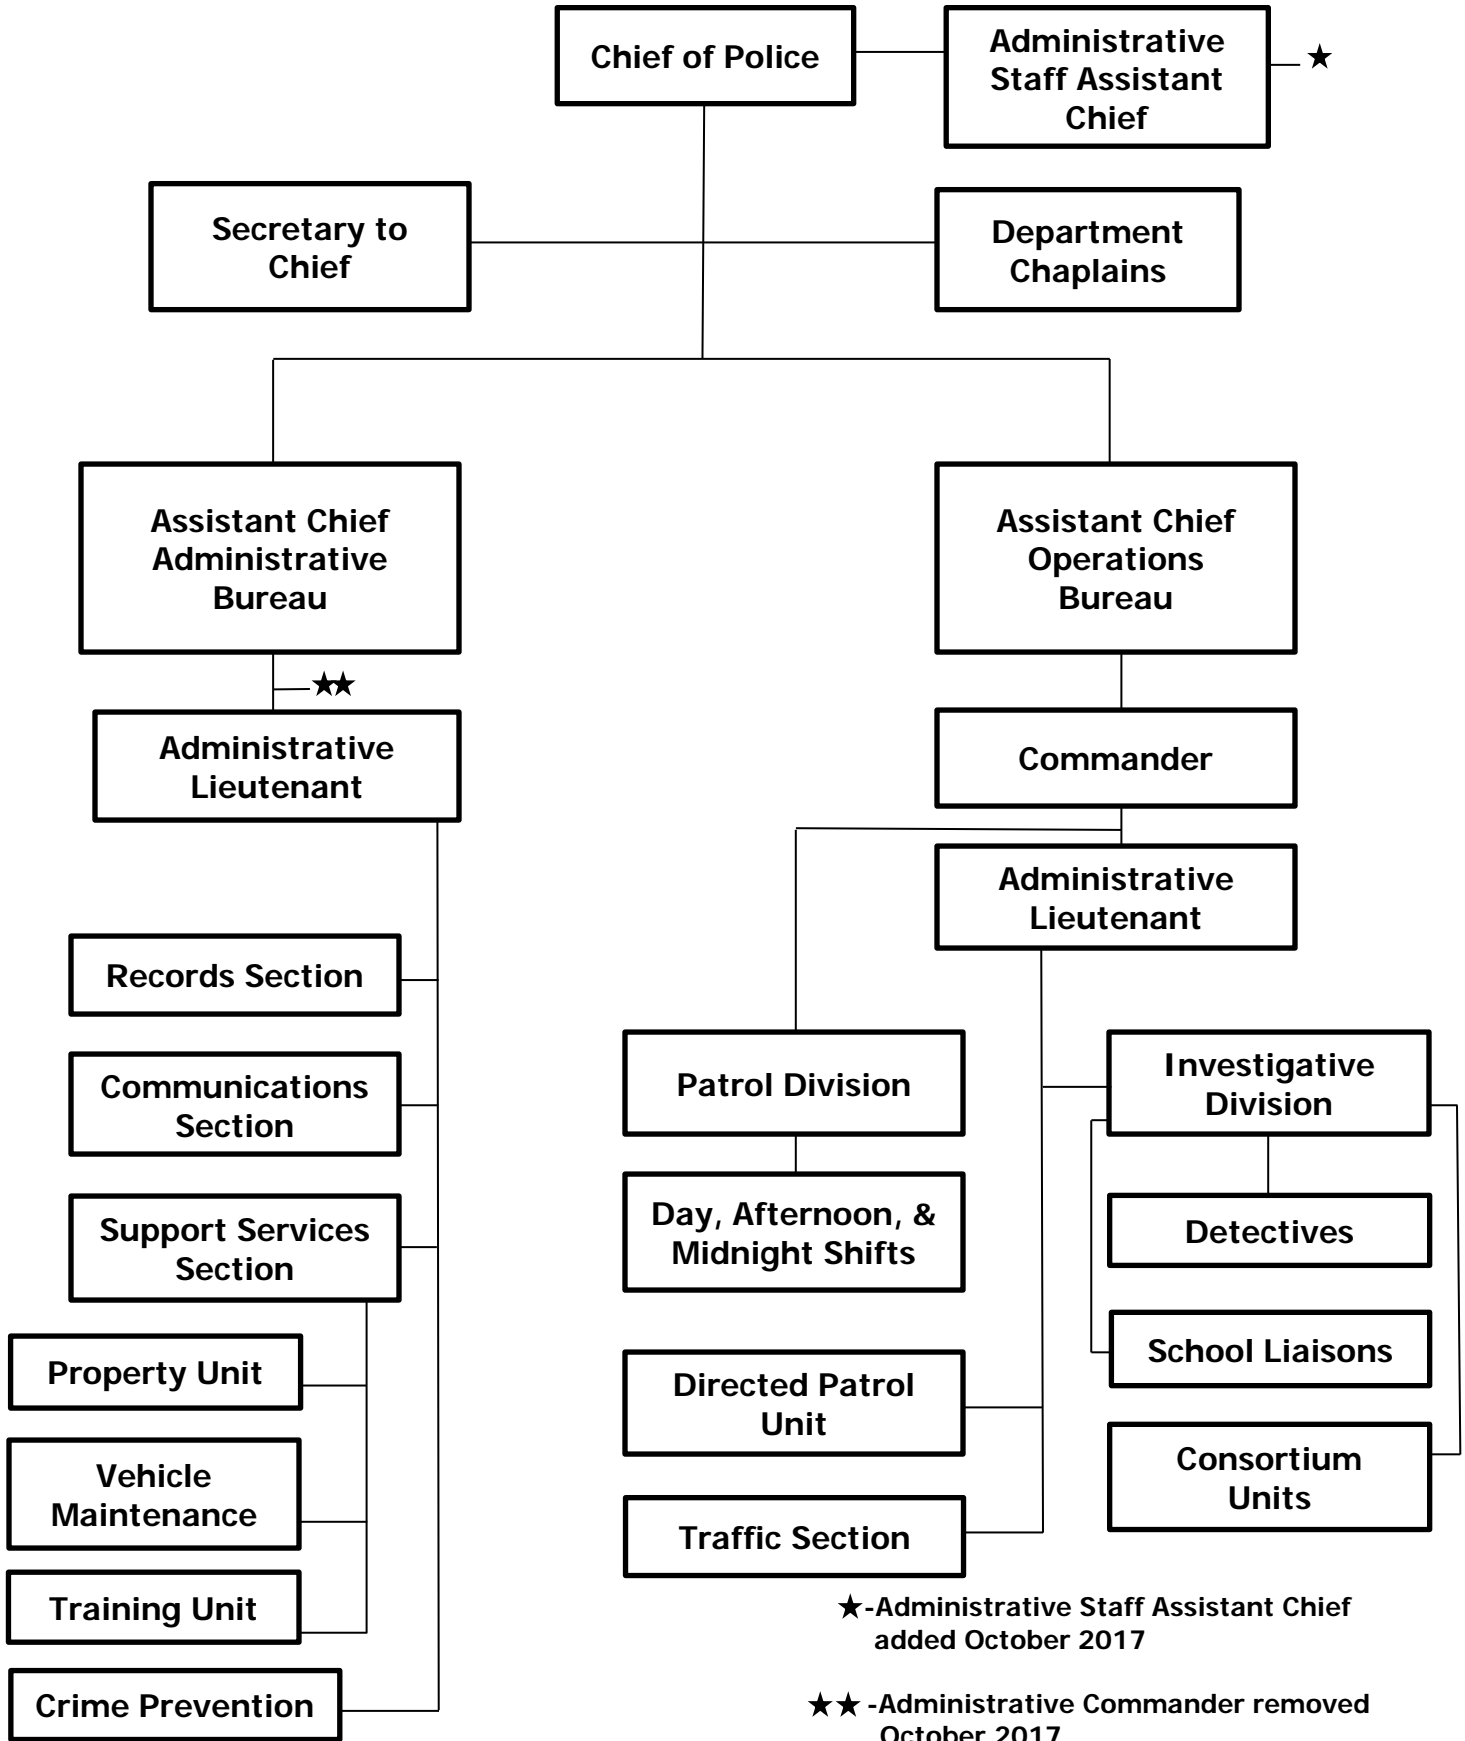 Chief of Police
Administrative
Staff Assistant
Chief
★
Secretary to
Chief
Department
Chaplains
Assistant Chief
Administrative
Bureau
Assistant Chief
Operations
Bureau
★★
Administrative
Lieutenant
Commander
Administrative
Lieutenant
Records Section
Communications
Section
Support Services
Section
Property Unit
Vehicle
Maintenance
Training Unit
Crime Prevention
Patrol Division
Day, Afternoon, &
Midnight Shifts
Directed Patrol
Unit
Traffic Section
Investigative
Division
Detectives
School Liaisons
Consortium
Units
★-Administrative Staff Assistant Chief
added October 2017
★★-Administrative Commander removed
October 2017